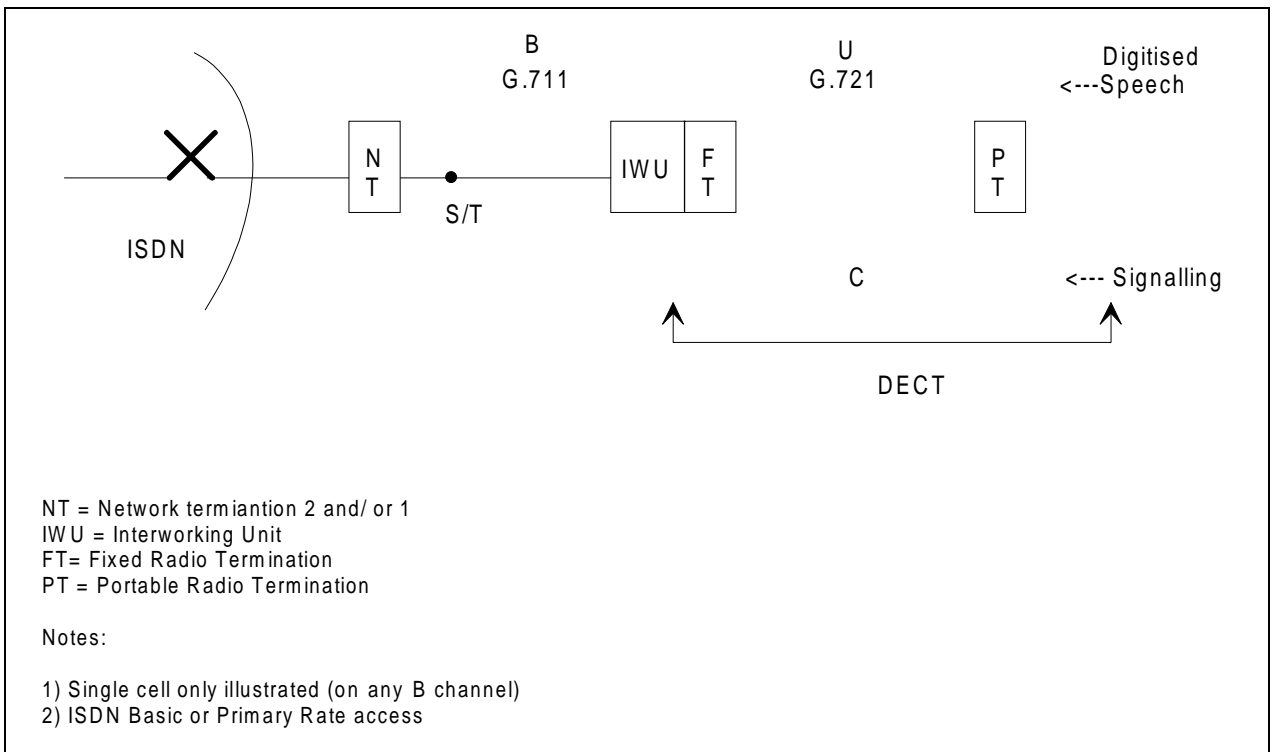 B
G.711
U
G.721
Digitised
<---Speech
N
T
S/T
IWU
F
T
P
T
ISDN
C
<--- Signalling
DECT
NT = Network termiantion 2 and/ or 1
IWU = Interworking Unit
FT= Fixed Radio Termination
PT = Portable Radio Termination
Notes:
1) Single cell only illustrated (on any B channel)
2) ISDN Basic or Primary Rate access